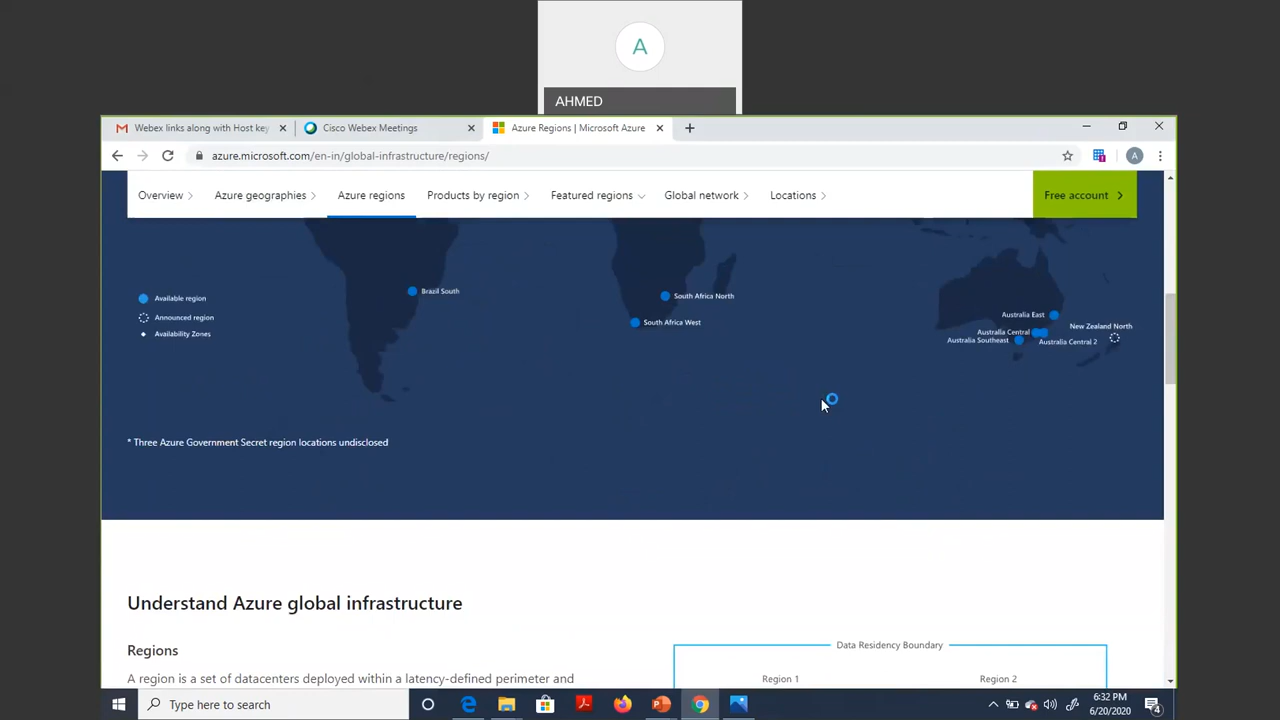 A
AHMED
Webex links along with Host key
Cisco Webex Meetings
Azure Regions | Microsoft Azure
azure.microsoft.com/en-in/global-infrastructure/regions/
A
Overview
Azure geographies
Azure regions
Products by region
Featured regions
Global network
Locations
Free account
Available region
Announced region
Availability Zones
Brazil South
South Africa North
South Africa West
Australia East
New Zealand North
Australia Central
Australia Southeast
Australia Central 2
* Three Azure Government Secret region locations undisclosed
Understand Azure global infrastructure
Regions
A region is a set of datacenters deployed within a latency-defined perimeter and
Data Residency Boundary
Region 1
Region 2
Type here to search
6:32 PM
6/20/2020
4